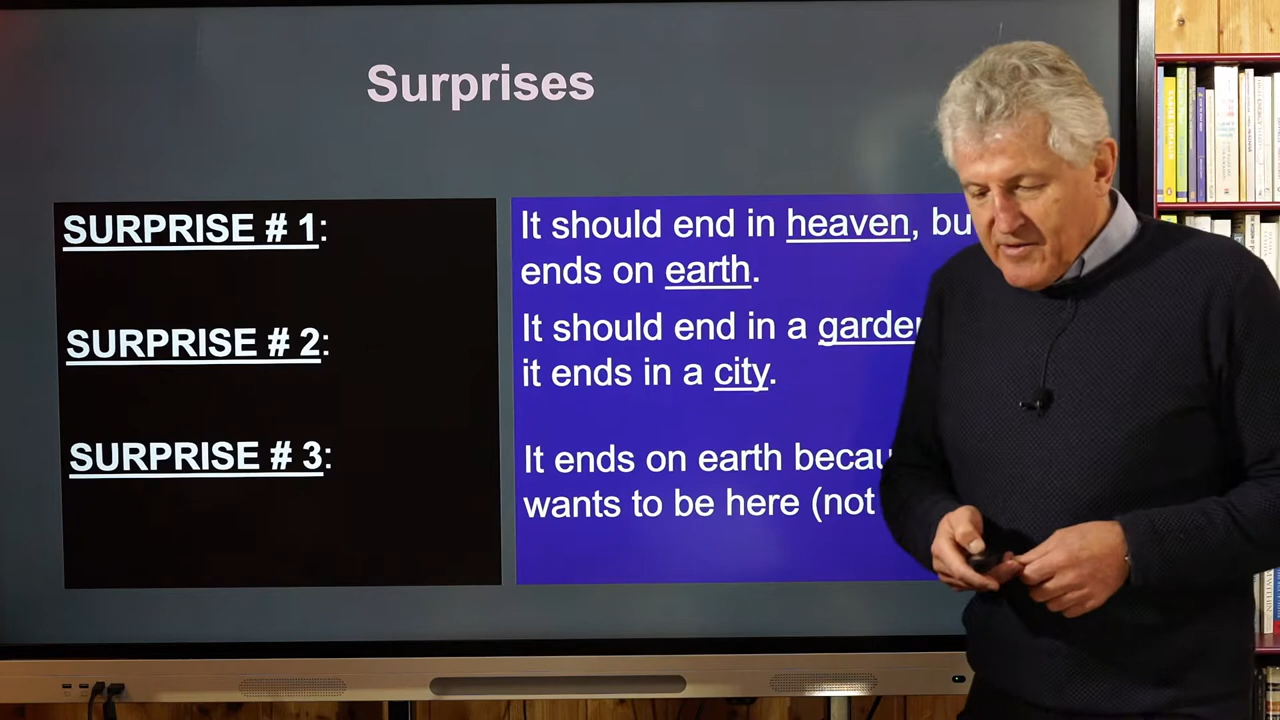 Surprises
SURPRISE # 1:
It should end in heaven, bu
ends on earth.
SURPRISE # 2:
It should end in a garden
it ends in a city.
SURPRISE # 3:
It ends on earth becau
wants to be here (not